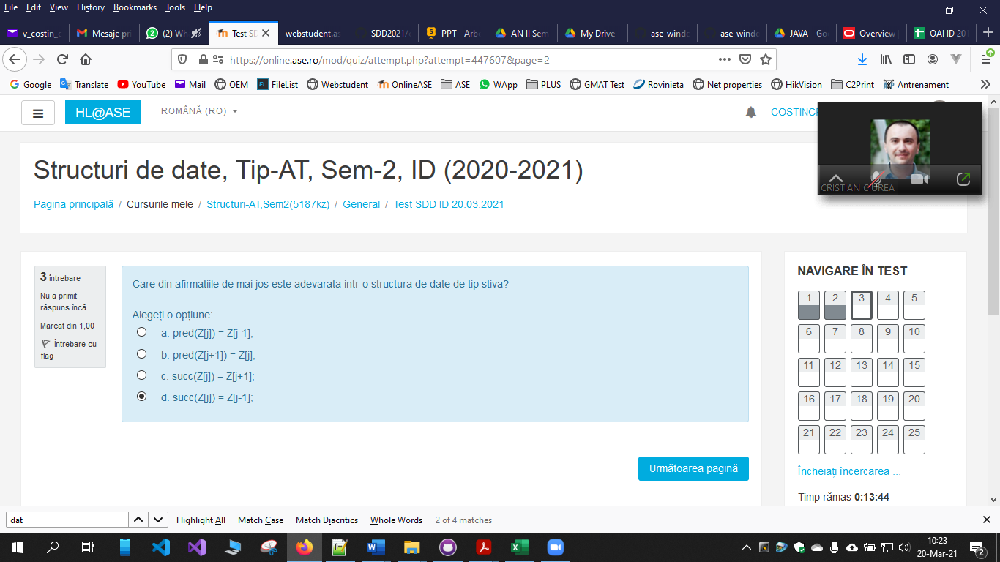 File Edit View History Bookmarks Tools Help
v_costin_c
Mesaje pri
(2) Wh
Test SD
webstudent.as
SDD2021/c
PPT - Arb
AN II Sem
My Drive -
ase-windo
ase-windo
JAVA - Go
Overview
OAI ID 201
https://online.ase.ro/mod/quiz/attempt.php?attempt=447607&page=2
Google Translate YouTube Mail OEM FileList Webstudent OnlineASE ASE WApp PLUS GMAT Test Rovinieta Net properties HikVision C2Print Antrenament
HL@ASE
ROMÂNĂ (RO)
CRISTIAN CIUREA
Structuri de date, Tip-AT, Sem-2, ID (2020-2021)
Pagina principală / Cursurile mele / Structuri-AT,Sem2(5187kz) / General / Test SDD ID 20.03.2021
3 întrebare
Nu a primit
răspuns încă
Marcat din 1,00
Întrebare cu
flag
Care din afirmatiile de mai jos este adevarata intr-o structura de date de tip stiva?
Alegeți o opțiune:
a. pred(Z[j]) = Z[j-1];
b. pred(Z[j+1]) = Z[j];
c. succ(Z[j]) = Z[j+1];
d. succ(Z[j]) = Z[j-1];
Următoarea pagină
NAVIGARE ÎN TEST
1 2 3 4 5
6 7 8 9 10
11 12 13 14 15
16 17 18 19 20
21 22 23 24 25
Încheiați încercarea ...
Timp rămas 0:13:44
dat
Highlight All Match Case Match Diacritics Whole Words 2 of 4 matches
10:23
20-Mar-21
2